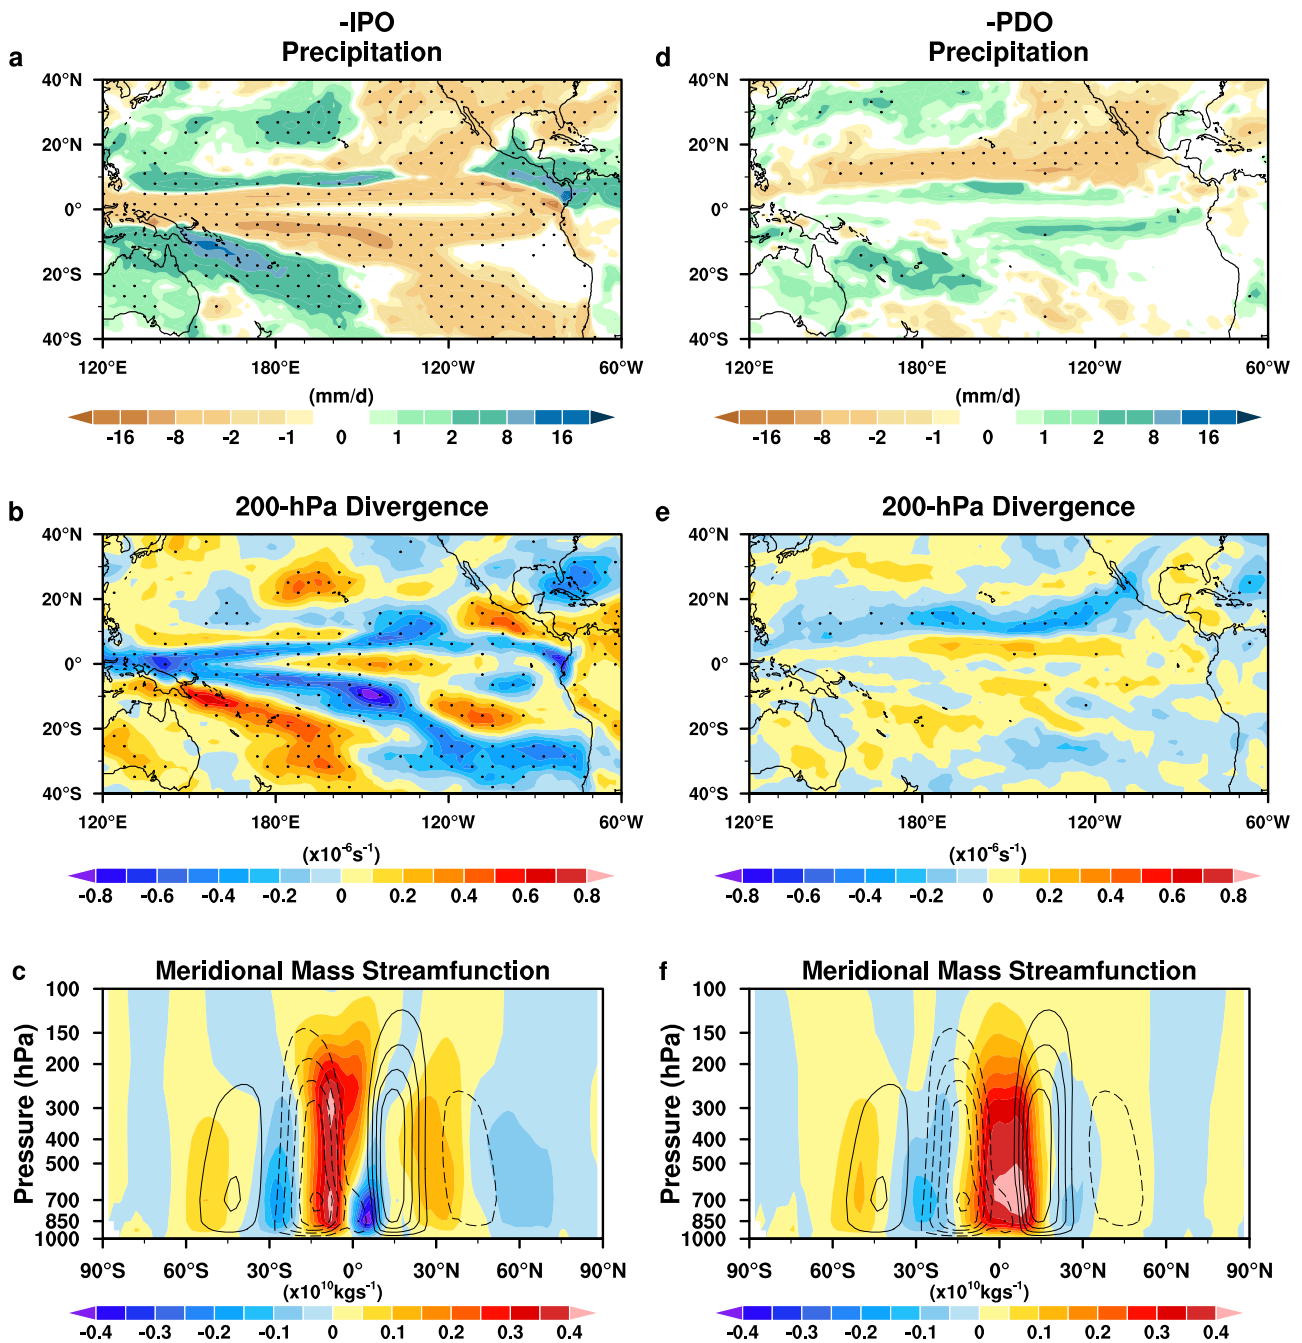 -IPO
Precipitation
a
40°N
20°N
0°
20°S
40°S
120°E
180°E
120°W
60°W
(mm/d)
-16 -8 -2 -1 0 1 2 8 16
-PDO
Precipitation
d
40°N
20°N
0°
20°S
40°S
120°E
180°E
120°W
60°W
(mm/d)
-16 -8 -2 -1 0 1 2 8 16
b
200-hPa Divergence
40°N
20°N
0°
20°S
40°S
120°E
180°E
120°W
60°W
(x10⁻⁶s⁻¹)
-0.8 -0.6 -0.4 -0.2 0 0.2 0.4 0.6 0.8
e
200-hPa Divergence
40°N
20°N
0°
20°S
40°S
120°E
180°E
120°W
60°W
(x10⁻⁶s⁻¹)
-0.8 -0.6 -0.4 -0.2 0 0.2 0.4 0.6 0.8
c
Meridional Mass Streamfunction
Pressure (hPa)
100
150
200
300
400
500
700
850
1000
90°S 60°S 30°S 0° 30°N 60°N 90°N
(x10¹⁰kgs⁻¹)
-0.4 -0.3 -0.2 -0.1 0 0.1 0.2 0.3 0.4
f
Meridional Mass Streamfunction
Pressure (hPa)
100
150
200
300
400
500
700
850
1000
90°S 60°S 30°S 0° 30°N 60°N 90°N
(x10¹⁰kgs⁻¹)
-0.4 -0.3 -0.2 -0.1 0 0.1 0.2 0.3 0.4